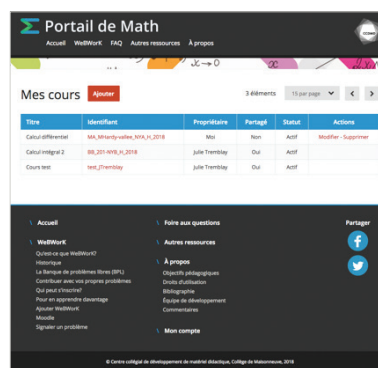 Portail de Math
Accueil WeBWorK FAQ Autres ressources À propos
CCDMD
x→0
Mes cours Ajouter 3 éléments 15 par page
Titre Identifiant Propriétaire Partagé Statut Actions
Calcul différentiel MA_MHardy-vallee_NYA_H_2018 Moi Non Actif Modifier - Supprimer
Calcul intégral 2 BB_201-NYB_H_2018 Julie Tremblay Oui Actif
Cours test test_JTremblay Julie Tremblay Oui Actif
\ Accueil
\ WeBWorK
Qu'est-ce que WeBWorK?
Historique
La Banque de problèmes libres (BPL)
Contribuer avec vos propres problèmes
Qui peut s'inscrire?
Pour en apprendre davantage
Ajouter WeBWorK
Moodle
Signaler un problème
\ Foire aux questions
\ Autres ressources
\ À propos
Objectifs pédagogiques
Droits d'utilisation
Bibliographie
Équipe de développement
Commentaires
\ Mon compte
Partager
© Centre collégial de développement de matériel didactique, Collège de Maisonneuve, 2018